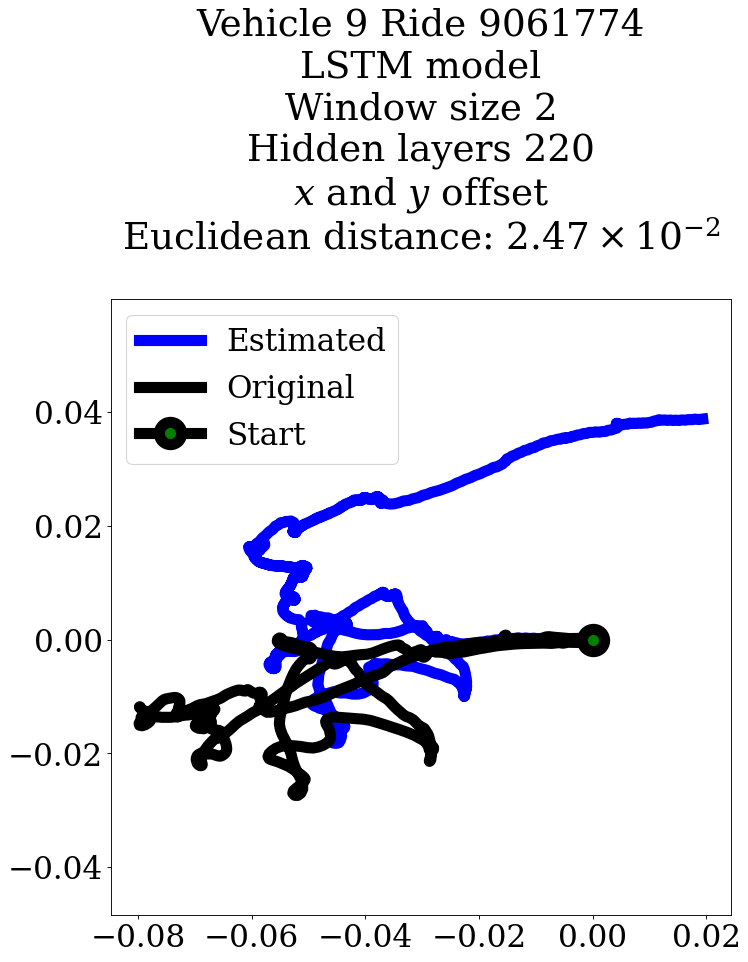 Vehicle 9 Ride 9061774
LSTM model
Window size 2
Hidden layers 220
x and y offset
Euclidean distance: 2.47 × 10⁻²
Estimated
Original
Start
0.04
0.02
0.00
−0.02
−0.04
−0.08 −0.06 −0.04 −0.02 0.00 0.02